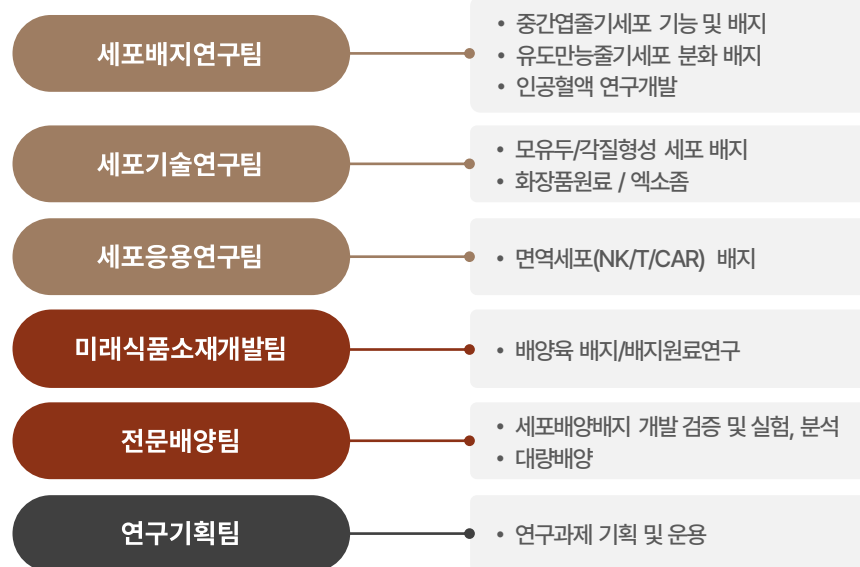 세포배지연구팀
• 중간엽줄기세포 기능 및 배지
• 유도만능줄기세포 분화 배지
• 인공혈액 연구개발
세포기술연구팀
• 모유두/각질형성 세포 배지
• 화장품원료 / 엑소좀
세포응용연구팀
• 면역세포(NK/T/CAR) 배지
미래식품소재개발팀
• 배양육 배지/배지원료연구
전문배양팀
• 세포배양배지 개발 검증 및 실험, 분석
• 대량배양
연구기획팀
• 연구과제 기획 및 운용